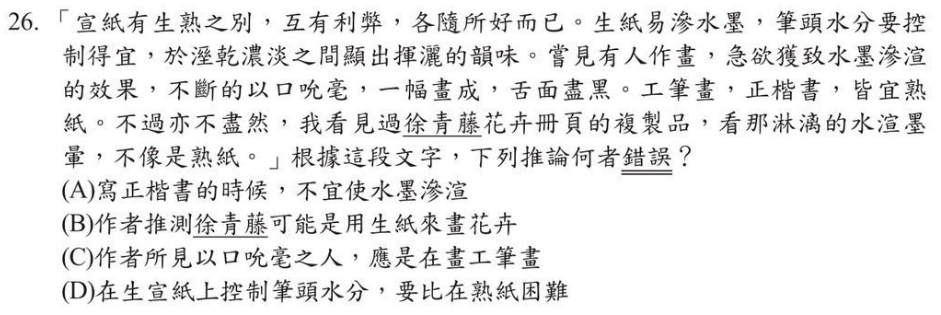 26. 「宣紙有生熟之別，互有利弊，各隨所好而已。生紙易滲水墨，筆頭水分要控
制得宜，於溼乾濃淡之間顯出揮灑的韻味。嘗見有人作畫，急欲獲致水墨滲渲
的效果，不斷的以口吮毫，一幅畫成，舌面盡黑。工筆畫，正楷書，皆宜熟
紙。不過亦不盡然，我看見過徐青藤花卉冊頁的複製品，看那淋漓的水渲墨
暈，不像是熟紙。」根據這段文字，下列推論何者錯誤？
(A)寫正楷書的時候，不宜使水墨滲渲
(B)作者推測徐青藤可能是用生紙來畫花卉
(C)作者所見以口吮毫之人，應是在畫工筆畫
(D)在生宣紙上控制筆頭水分，要比在熟紙困難